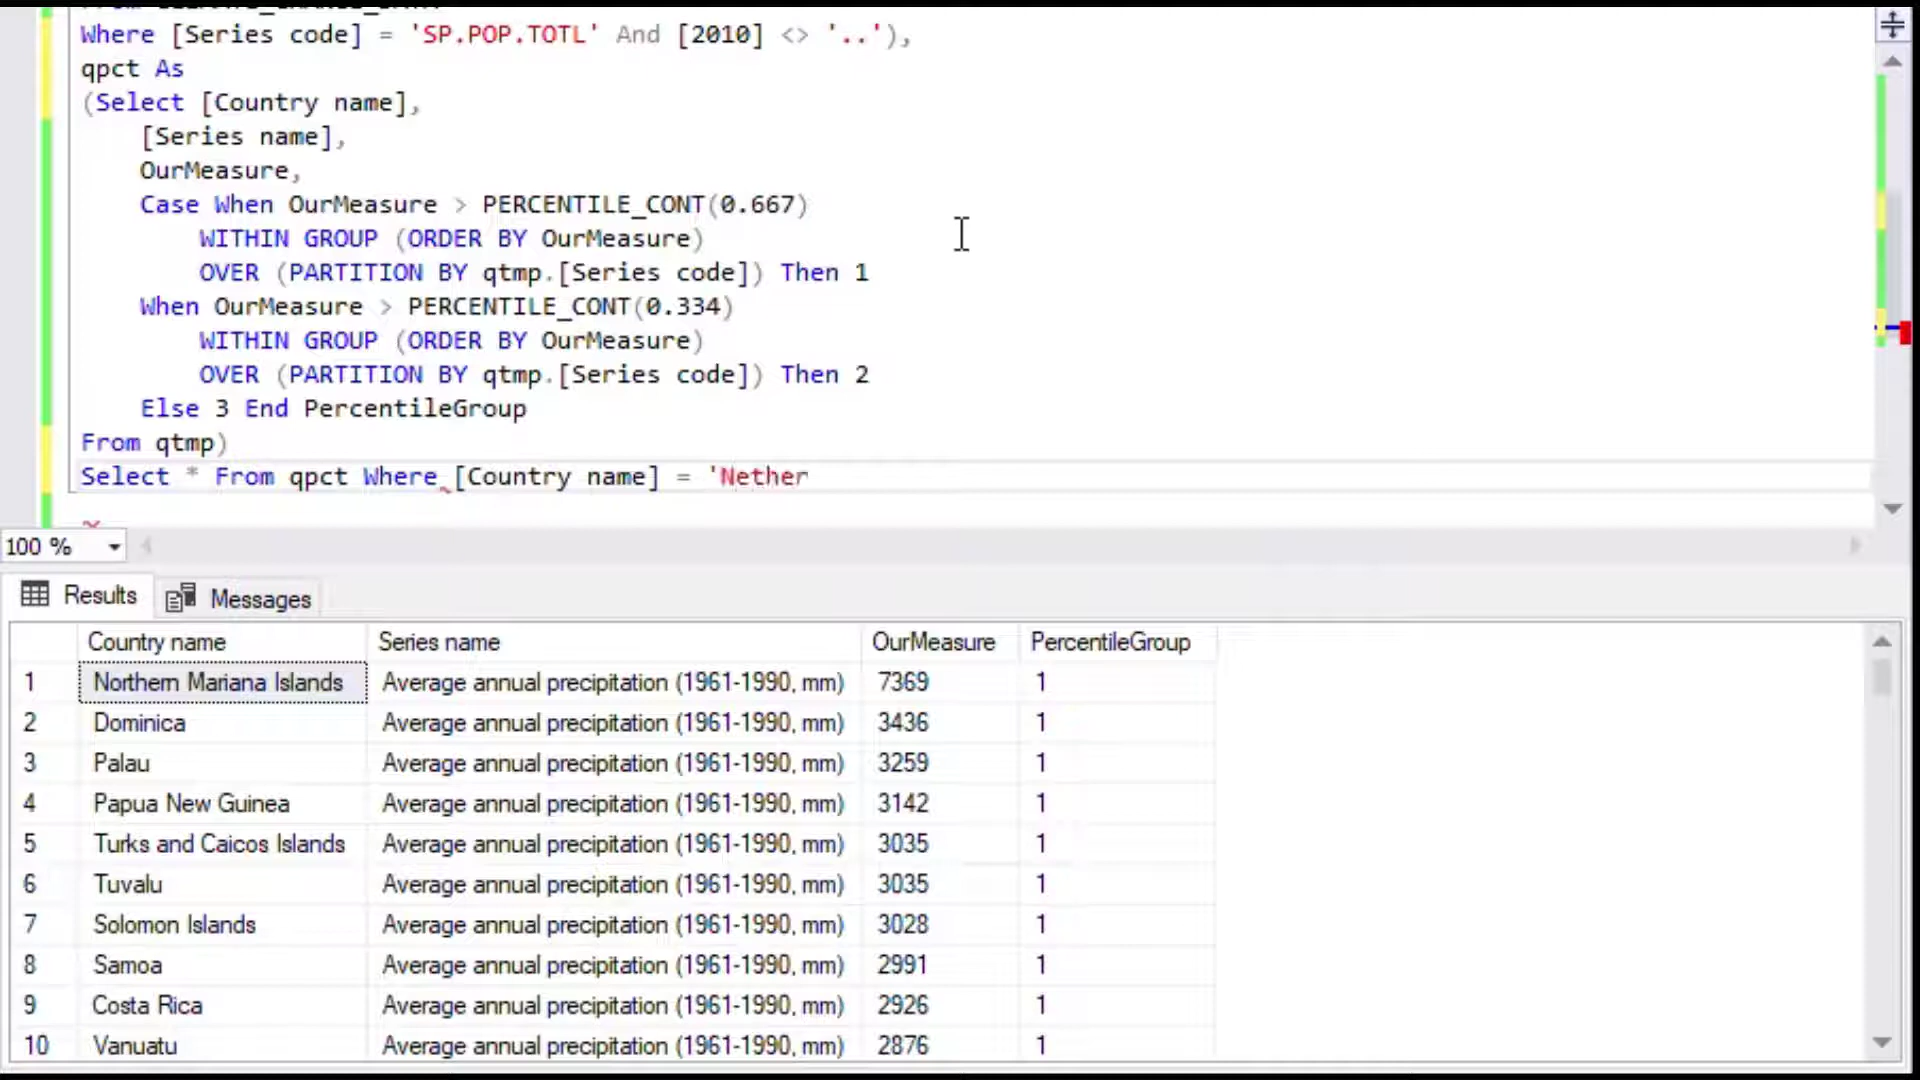 Where [Series code] = 'SP.POP.TOTL' And [2010] <> '..'),
qpct As
(Select [Country name],
[Series name],
OurMeasure,
Case When OurMeasure > PERCENTILE_CONT(0.667)
WITHIN GROUP (ORDER BY OurMeasure)
OVER (PARTITION BY qtmp.[Series code]) Then 1
When OurMeasure > PERCENTILE_CONT(0.334)
WITHIN GROUP (ORDER BY OurMeasure)
OVER (PARTITION BY qtmp.[Series code]) Then 2
Else 3 End PercentileGroup
From qtmp)
Select * From qpct Where [Country name] = 'Nether
100 %
Results Messages
Country name Series name OurMeasure PercentileGroup
1 Northern Mariana Islands Average annual precipitation (1961-1990, mm) 7369 1
2 Dominica Average annual precipitation (1961-1990, mm) 3436 1
3 Palau Average annual precipitation (1961-1990, mm) 3259 1
4 Papua New Guinea Average annual precipitation (1961-1990, mm) 3142 1
5 Turks and Caicos Islands Average annual precipitation (1961-1990, mm) 3035 1
6 Tuvalu Average annual precipitation (1961-1990, mm) 3035 1
7 Solomon Islands Average annual precipitation (1961-1990, mm) 3028 1
8 Samoa Average annual precipitation (1961-1990, mm) 2991 1
9 Costa Rica Average annual precipitation (1961-1990, mm) 2926 1
10 Vanuatu Average annual precipitation (1961-1990, mm) 2876 1